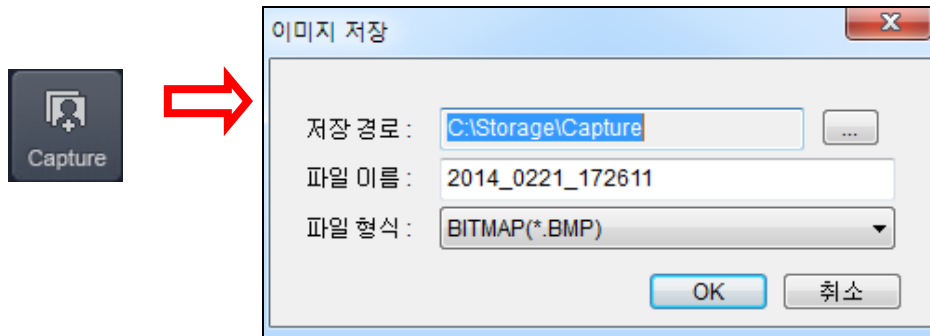 Capture
이미지 저장
저장 경로 : C:\Storage\Capture ...
파일 이름 : 2014_0221_172611
파일 형식 : BITMAP(*.BMP)
OK 취소